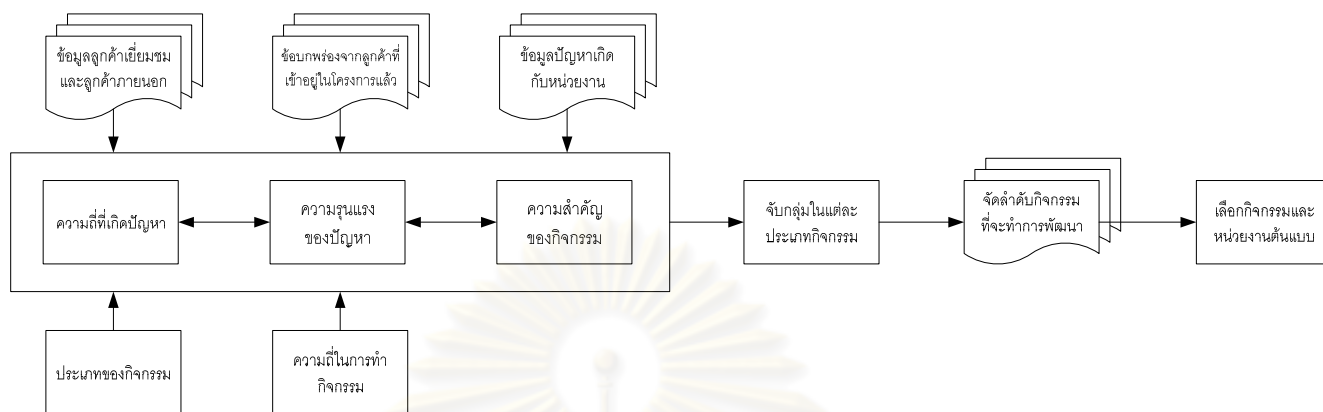 ข้อมูลลูกค้าเยี่ยมชม
และลูกค้าภายนอก
ข้อบกพร่องจากลูกค้าที่
เข้าอยู่ในโครงการแล้ว
ข้อมูลปัญหาเกิด
กับหน่วยงาน
ความถี่ที่เกิดปัญหา
ความรุนแรง
ของปัญหา
ความสำคัญ
ของกิจกรรม
จับกลุ่มในแต่ละ
ประเภทกิจกรรม
จัดลำดับกิจกรรม
ที่จะทำการพัฒนา
เลือกกิจกรรมและ
หน่วยงานต้นแบบ
ประเภทของกิจกรรม
ความถี่ในการทำ
กิจกรรม